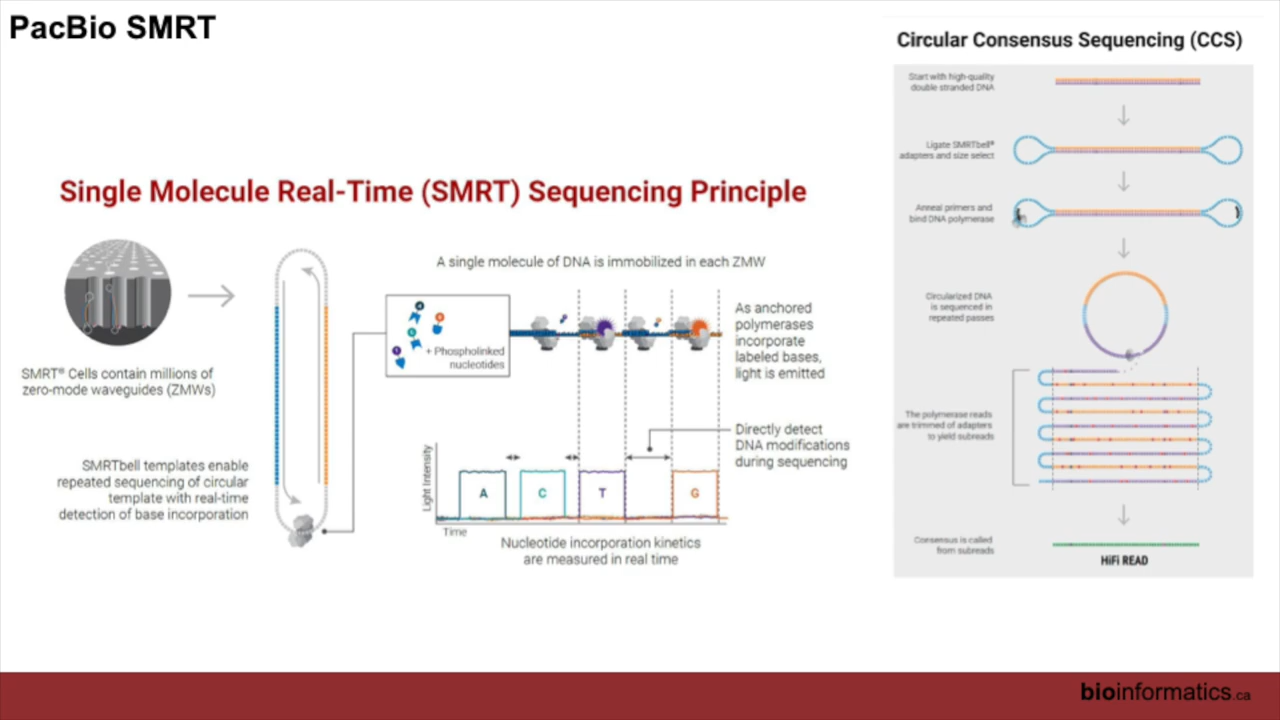 PacBio SMRT
Single Molecule Real-Time (SMRT) Sequencing Principle
SMRT® Cells contain millions of
zero-mode waveguides (ZMWs)
SMRTbell templates enable
repeated sequencing of circular
template with real-time
detection of base incorporation
A single molecule of DNA is immobilized in each ZMW
+ Phospholinked
nucleotides
As anchored
polymerases
incorporate
labeled bases,
light is emitted
Directly detect
DNA modifications
during sequencing
Light Intensity
A C T G
Time
Nucleotide incorporation kinetics
are measured in real time
Circular Consensus Sequencing (CCS)
Start with high-quality
double stranded DNA
Ligate SMRTbell®
adapters and size select
Anneal primers and
bind DNA polymerase
Circularized DNA
is sequenced in
repeated passes
The polymerase reads
are trimmed of adapters
to yield subreads
Consensus is called
from subreads
HiFi READ
bioinformatics.ca